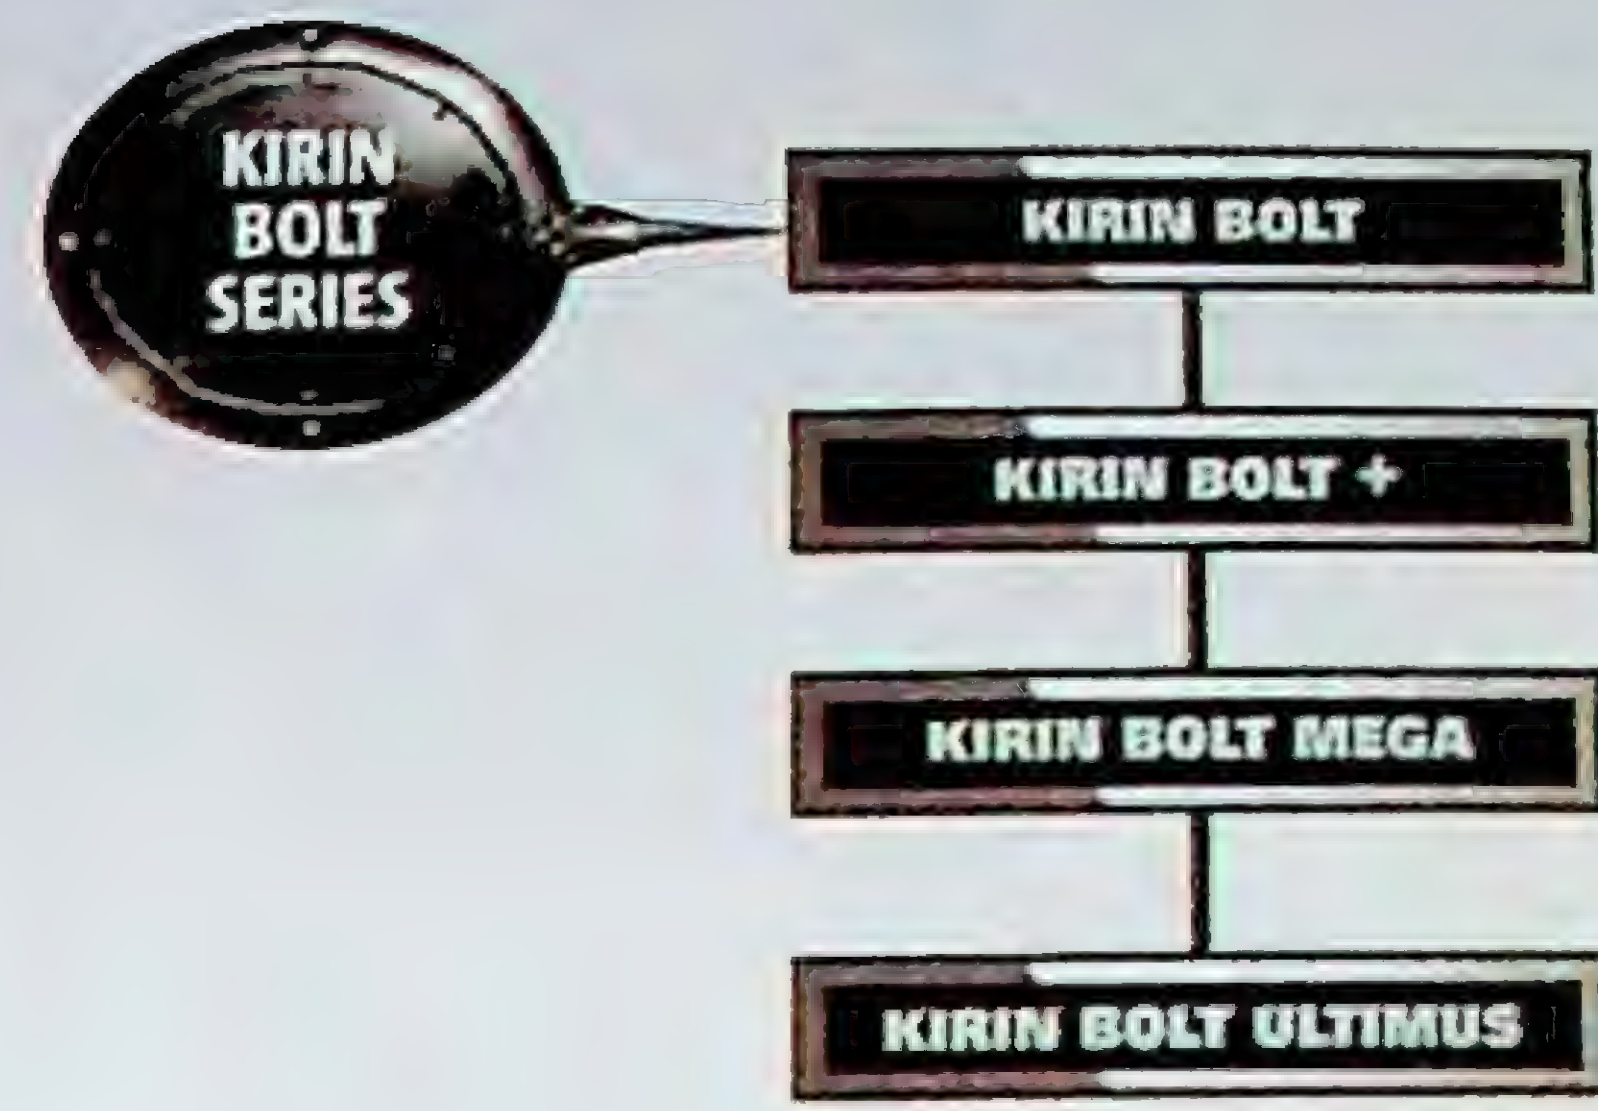 KIRIN
BOLT
SERIES
KIRIN BOLT
KIRIN BOLT +
KIRIN BOLT MEGA
KIRIN BOLT ULTIMUS